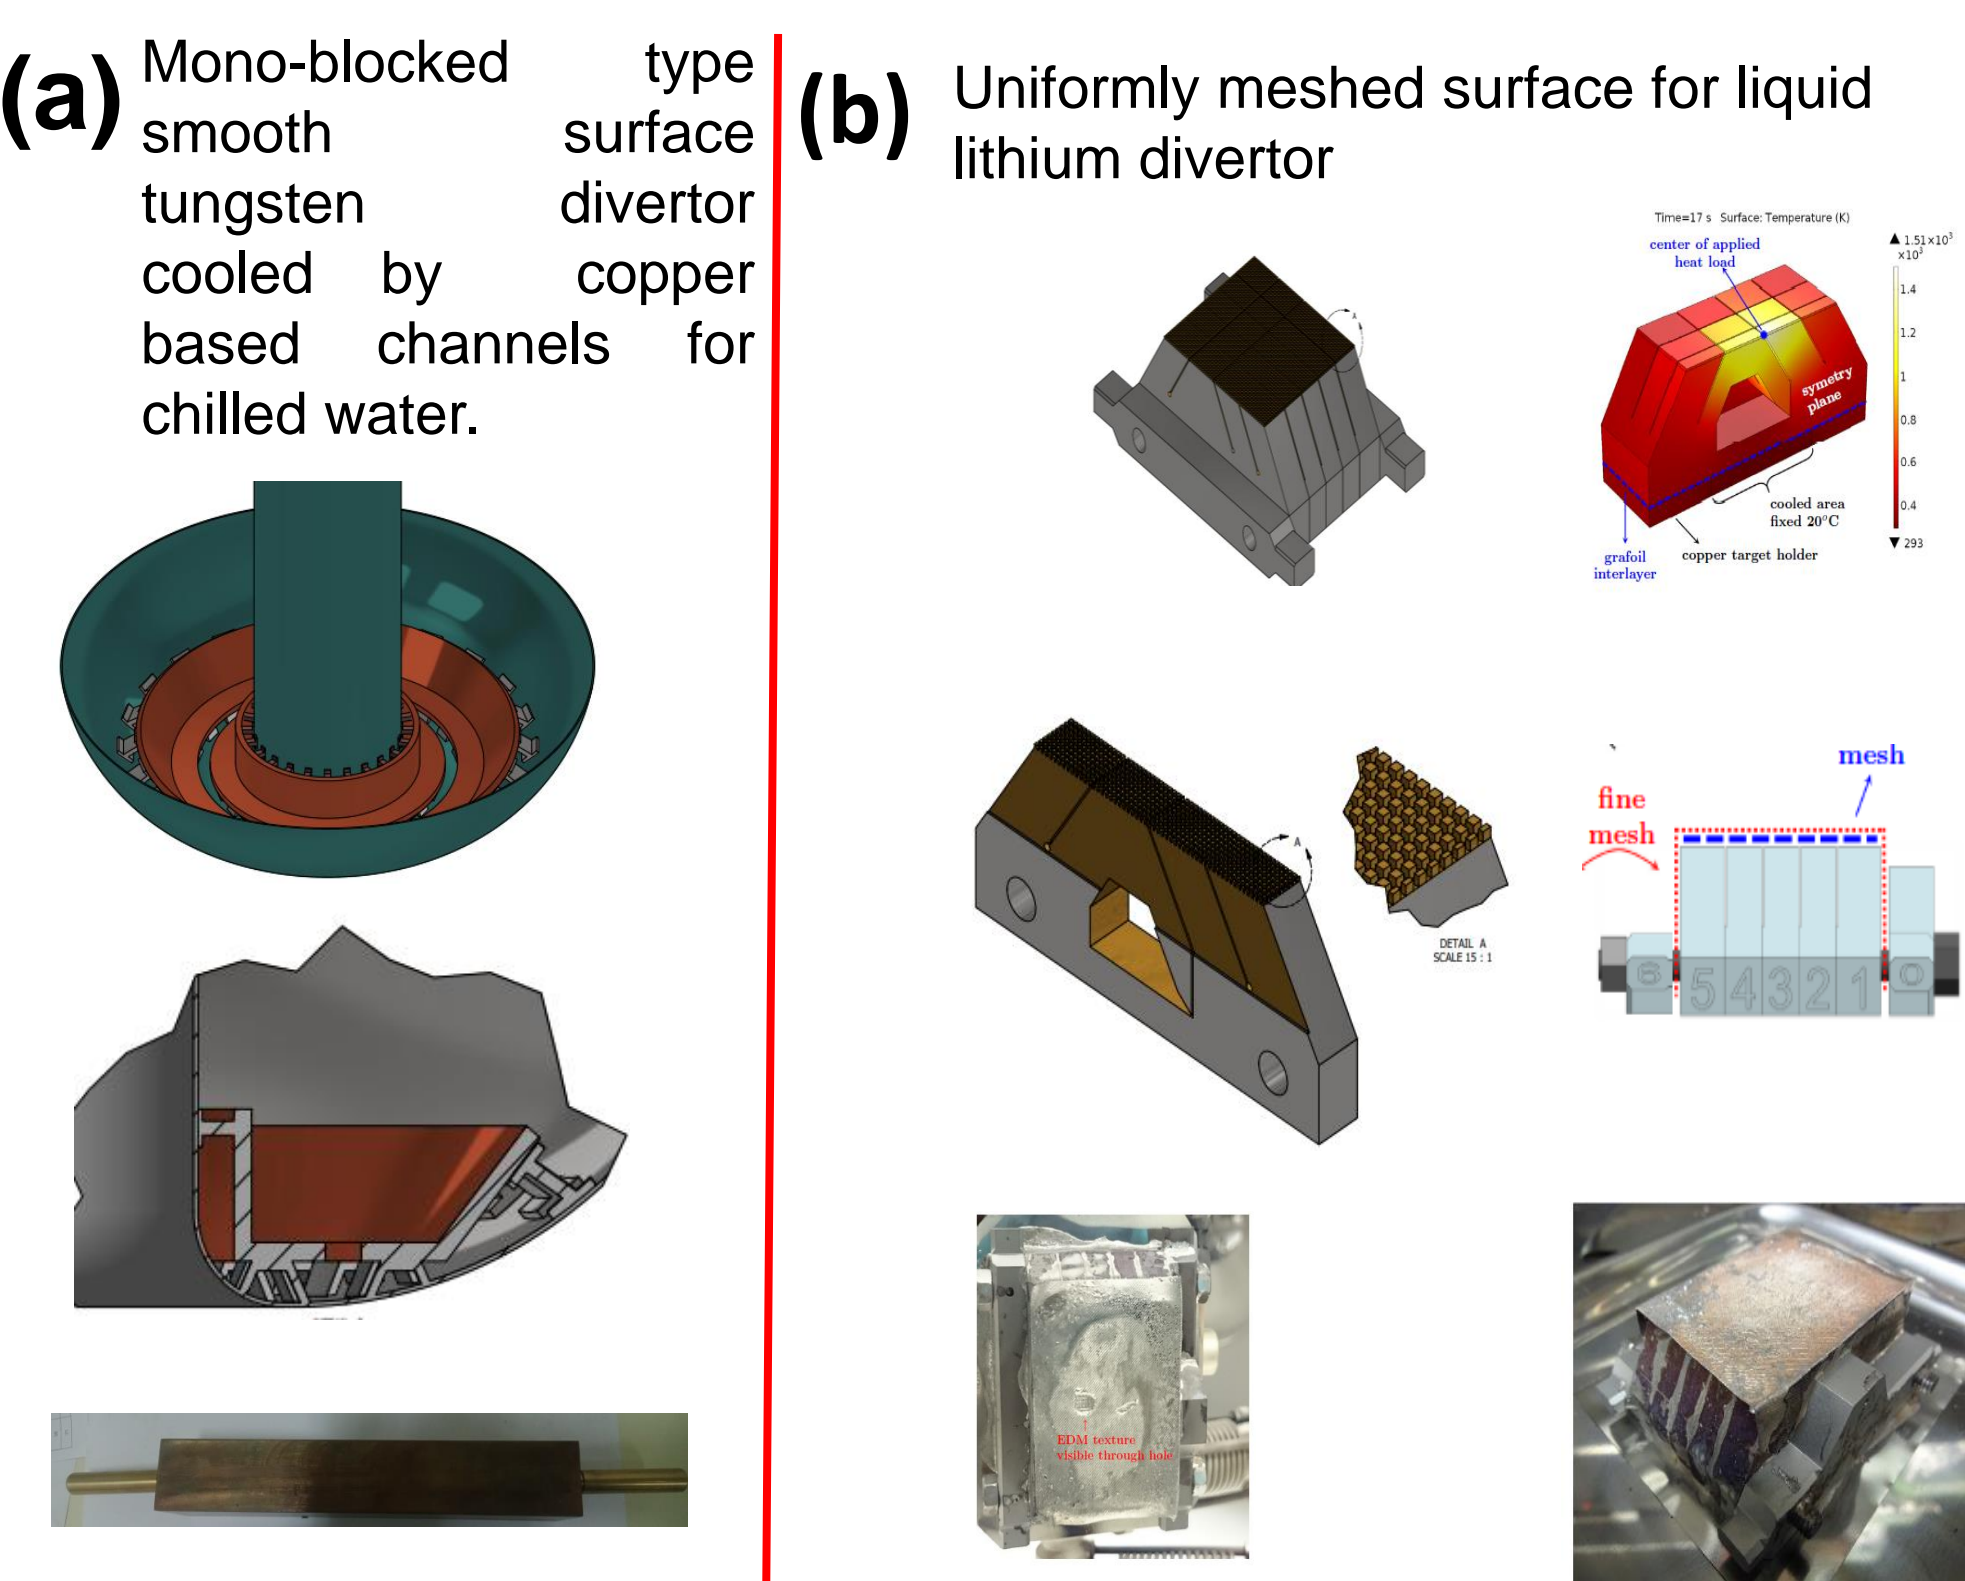 (a)
Mono-blocked type
smooth surface
tungsten divertor
cooled by copper
based channels for
chilled water.
(b)
Uniformly meshed surface for liquid
lithium divertor
A
Time=17 s Surface: Temperature (K)
center of applied
heat load
▲ 1.51×10³
×10³
1.4
1.2
1
0.8
0.6
0.4
▼ 293
symetry
plane
cooled area
fixed 20°C
copper target holder
grafoil
interlayer
A
DETAIL A
SCALE 15 : 1
mesh
fine
mesh
6 5 4 3 2 1 0
EDM texture
visible through hole